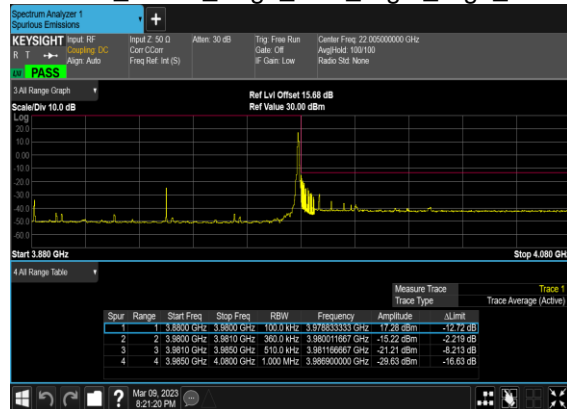 Spectrum Analyzer 1
Spurious Emissions
+
KEYSIGHT Input: RF Input Z: 50 Ω Atten: 30 dB Trig: Free Run Center Freq: 22.005000000 GHz
R T Coupling: DC Corr CCorr Gate: Off Avg|Hold: 100/100
Align: Auto Freq Ref: Int (S) IF Gain: Low Radio Std: None
PASS
3 All Range Graph
Ref Lvl Offset 15.68 dB
Scale/Div 10.0 dB Ref Value 30.00 dBm
Log
20.0
10.0
0.00
-10.0
-20.0
-30.0
-40.0
-50.0
-60.0
Start 3.880 GHz Stop 4.080 GHz
4 All Range Table
Measure Trace Trace 1
Trace Type Trace Average (Active)
Spur Range Start Freq Stop Freq RBW Frequency Amplitude ΔLimit
1 1 3.8800 GHz 3.9800 GHz 100.0 kHz 3.978833333 GHz 17.28 dBm -12.72 dB
2 2 3.9800 GHz 3.9810 GHz 360.0 kHz 3.980011667 GHz -15.22 dBm -2.219 dB
3 3 3.9810 GHz 3.9850 GHz 510.0 kHz 3.981166667 GHz -21.21 dBm -8.213 dB
4 4 3.9850 GHz 4.0800 GHz 1.000 MHz 3.986900000 GHz -29.63 dBm -16.63 dB
? Mar 09, 2023
8:21:20 PM